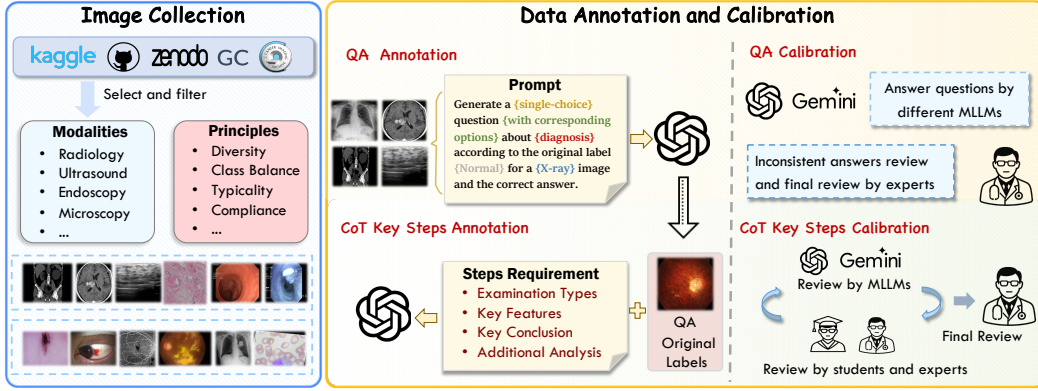 Image Collection
kaggle
zenodo
GC
Select and filter
Modalities
• Radiology
• Ultrasound
• Endoscopy
• Microscopy
• ...
Principles
• Diversity
• Class Balance
• Typicality
• Compliance
• ...
Data Annotation and Calibration
QA Annotation
Prompt
Generate a {single-choice}
question {with corresponding
options} about {diagnosis}
according to the original label
{Normal} for a {X-ray} image
and the correct answer.
QA Calibration
Gemini
Answer questions by
different MLLMs
Inconsistent answers review
and final review by experts
CoT Key Steps Annotation
Steps Requirement
• Examination Types
• Key Features
• Key Conclusion
• Additional Analysis
QA
Original
Labels
CoT Key Steps Calibration
Gemini
Review by MLLMs
Final Review
Review by students and experts